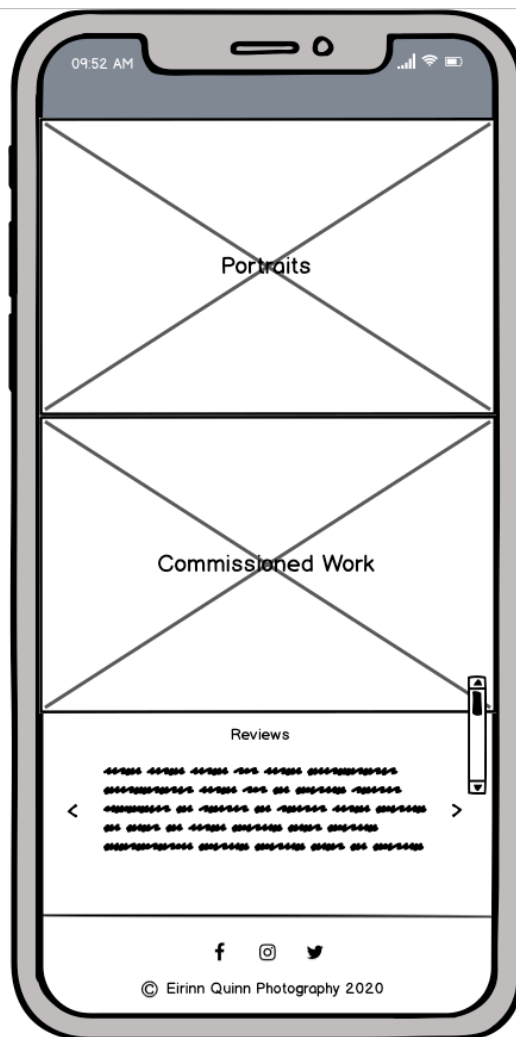 09:52 AM
Portraits
Commissioned Work
Reviews
© Eirinn Quinn Photography 2020